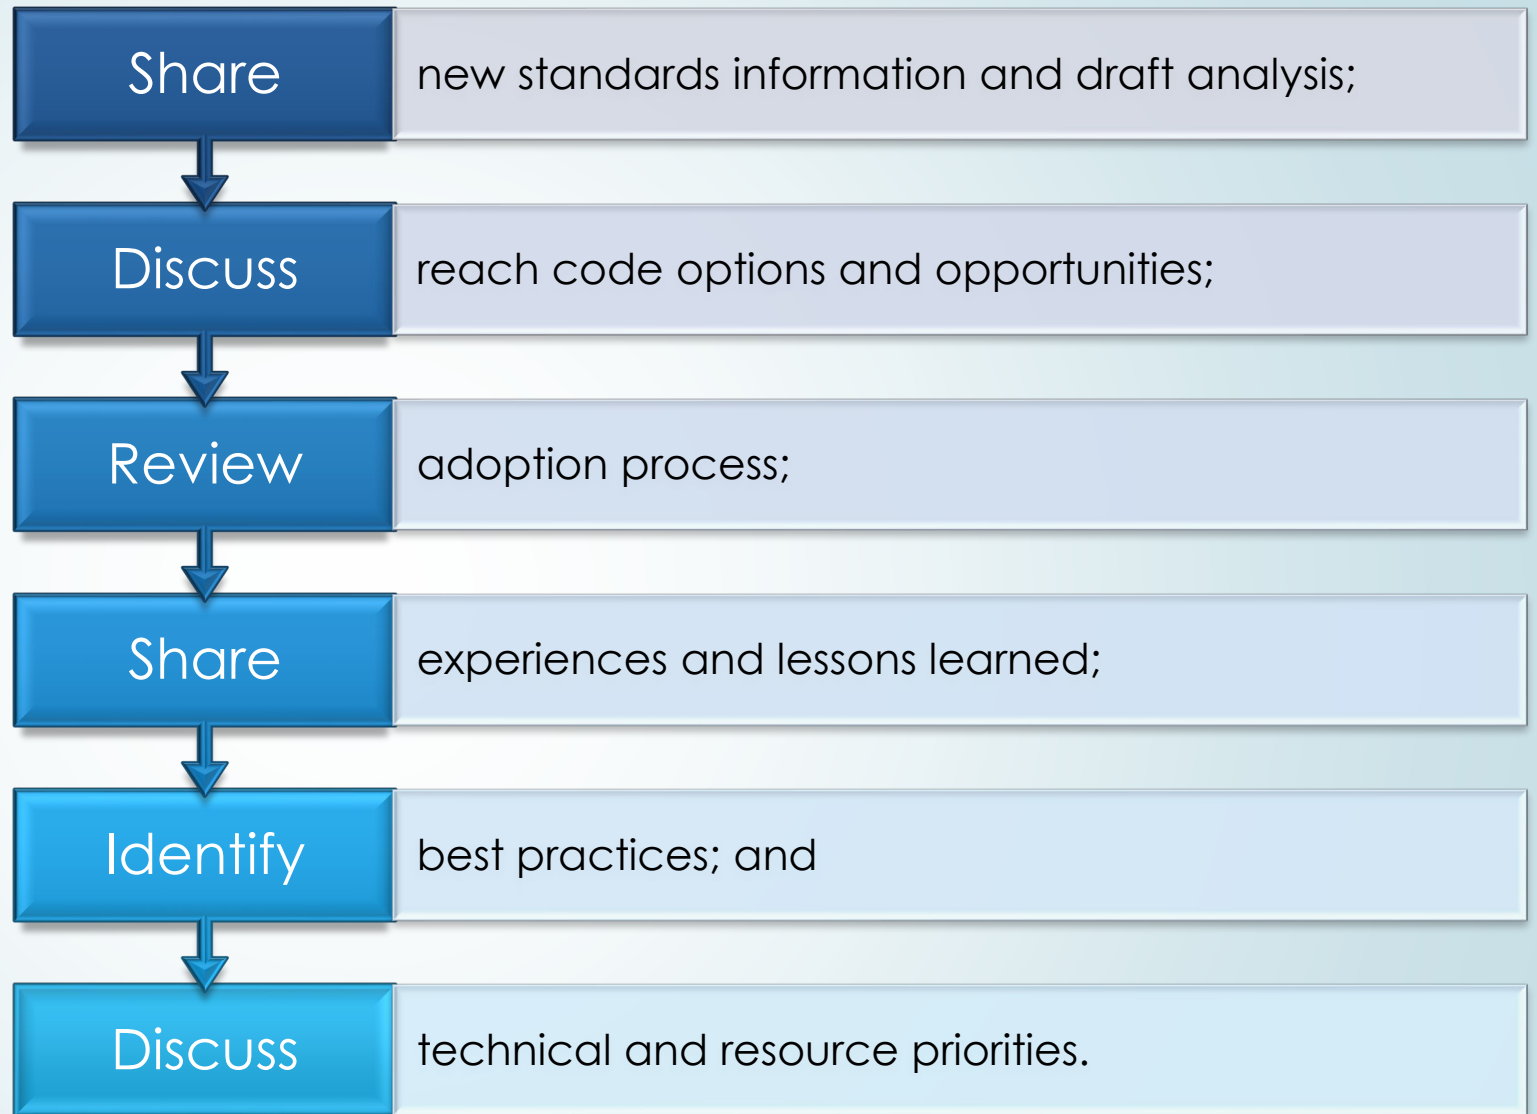 Share
new standards information and draft analysis;
Discuss
reach code options and opportunities;
Review
adoption process;
Share
experiences and lessons learned;
Identify
best practices; and
Discuss
technical and resource priorities.